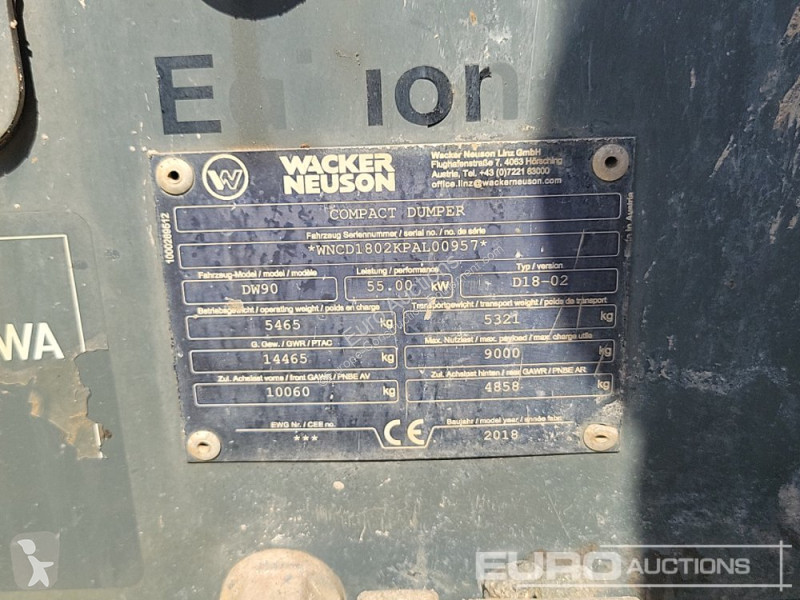 E ion
WACKER
NEUSON
Wacker Neuson Linz GmbH
Flughafenstraße 7, 4063 Hörsching
Austria, Tel. +43 (0)7221 63000
office.linz@wackerneuson.com
COMPACT DUMPER
Fahrzeug Seriennummer / serial no. / no. de série
*WNCD1802KPAL00957*
Fahrzeug-Model / model / modèle
Leistung / performance
Typ / version
DW90
55.00 kW
D18-02
Betriebsgewicht / operating weight / poids en charge
Transportgewicht / transport weight / poids de transport
5465 kg
5321 kg
G. Gew. / GWR / PTAC
Max. Nutzlast / max. payload / max. charge utile
14465 kg
9000 kg
Zul. Achslast vorne / front GAWR / PNBE AV
Zul. Achslast hinten / rear GAWR / PNBE AR
10060 kg
4858 kg
EWG Nr. / CEE no.
***
CE
Baujahr / model year / année fabr.
2018
1000289512
Made in Austria
WA
Euro Auctions
EURO AUCTIONS